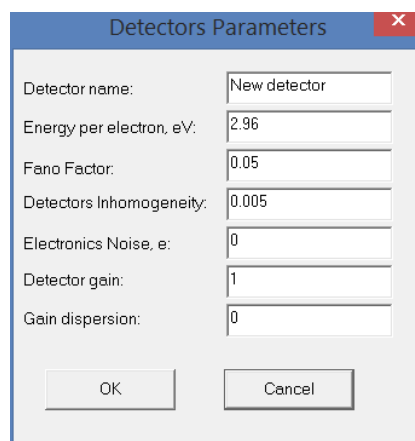 Detectors Parameters
Detector name: New detector
Energy per electron, eV: 2.96
Fano Factor: 0.05
Detectors Inhomogeneity: 0.005
Electronics Noise, e: 0
Detector gain: 1
Gain dispersion: 0
OK Cancel